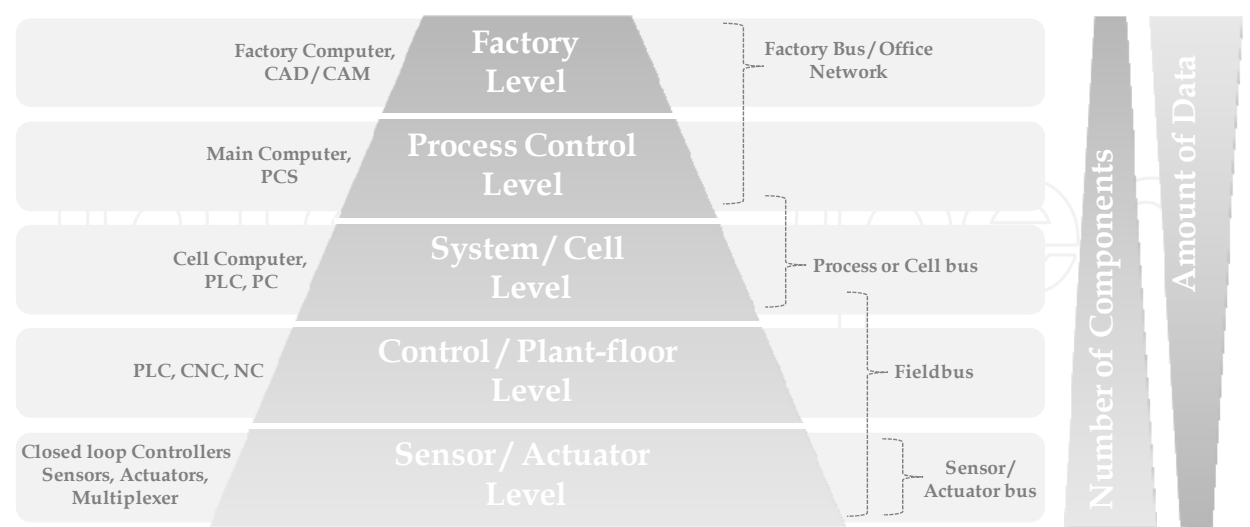 Factory Computer,
CAD / CAM
Factory
Level
Factory Bus / Office
Network
Main Computer,
PCS
Process Control
Level
Cell Computer,
PLC, PC
System / Cell
Level
Process or Cell bus
PLC, CNC, NC
Control / Plant-floor
Level
Fieldbus
Closed loop Controllers
Sensors, Actuators,
Multiplexer
Sensor / Actuator
Level
Sensor/
Actuator bus
Number of Components
Amount of Data